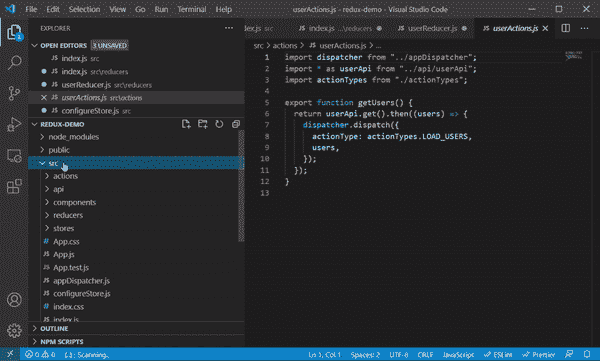 File Edit Selection View Go Run Debug ... userActions.js - redux-demo - Visual Studio Code
EXPLORER
ndex.js src
index.js ...\reducers
userReducer.js
userActions.js
OPEN EDITORS 3 UNSAVED
index.js src
index.js src\reducers
userReducer.js src\reducers
userActions.js src\actions
configureStore.js src
REDUX-DEMO
node_modules
public
src
actions
api
components
reducers
stores
App.css
App.js
App.test.js
appDispatcher.js
configureStore.js
index.css
index.js
OUTLINE
NPM SCRIPTS
src > actions > JS userActions.js > ...
1 import dispatcher from "../appDispatcher";
2 import * as userApi from "../api/userApi";
3 import actionTypes from "./actionTypes";
4
5 export function getUsers() {
6 return userApi.get().then((users) => {
7 dispatcher.dispatch({
8 actionType: actionTypes.LOAD_USERS,
9 users,
10 });
11 });
12 }
13
0 0 Scanning.. Ln 1, Col 1 Spaces: 2 UTF-8 CRLF JavaScript ESLint Prettier